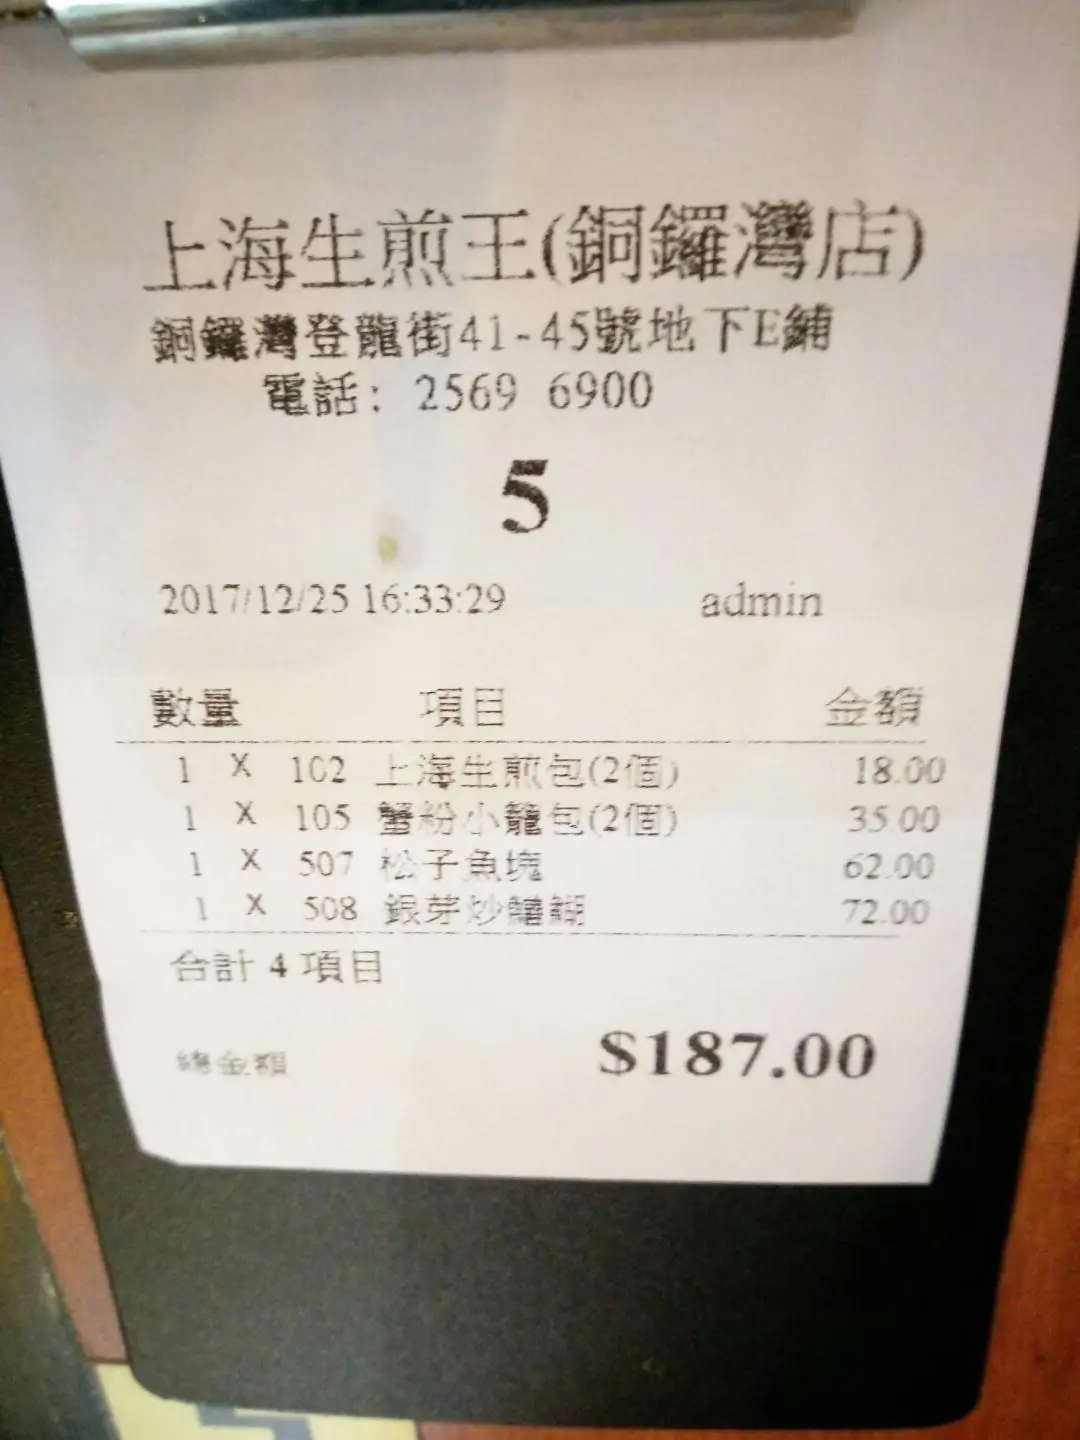 上海生煎王(銅鑼灣店)
銅鑼灣登龍街41-45號地下E鋪
電話: 2569 6900
5
2017/12/25 16:33:29 admin
數量 項目 金額
1 X 102 上海生煎包(2個) 18.00
1 X 105 蟹粉小籠包(2個) 35.00
1 X 507 松子魚塊 62.00
1 X 508 銀芽炒鱔糊 72.00
合計 4 項目
總金額 $187.00